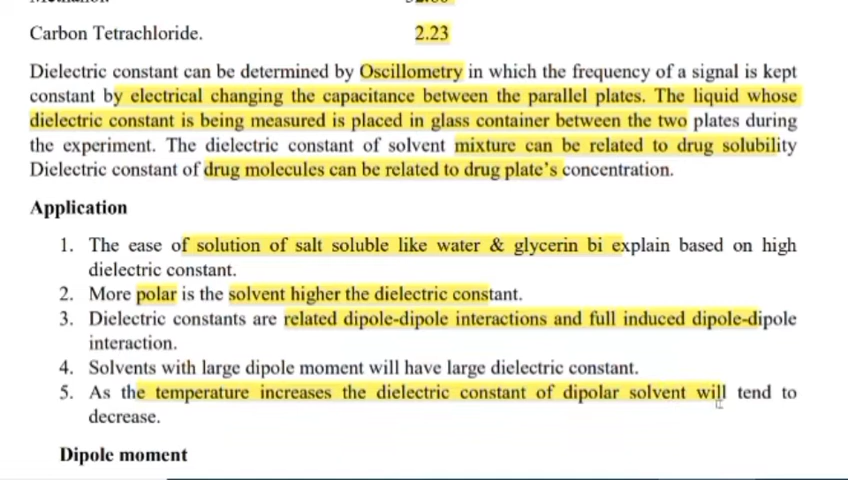 Carbon Tetrachloride. 2.23
Dielectric constant can be determined by Oscillometry in which the frequency of a signal is kept
constant by electrical changing the capacitance between the parallel plates. The liquid whose
dielectric constant is being measured is placed in glass container between the two plates during
the experiment. The dielectric constant of solvent mixture can be related to drug solubility
Dielectric constant of drug molecules can be related to drug plate's concentration.
Application
1. The ease of solution of salt soluble like water & glycerin bi explain based on high
dielectric constant.
2. More polar is the solvent higher the dielectric constant.
3. Dielectric constants are related dipole-dipole interactions and full induced dipole-dipole
interaction.
4. Solvents with large dipole moment will have large dielectric constant.
5. As the temperature increases the dielectric constant of dipolar solvent will tend to
decrease.
Dipole moment